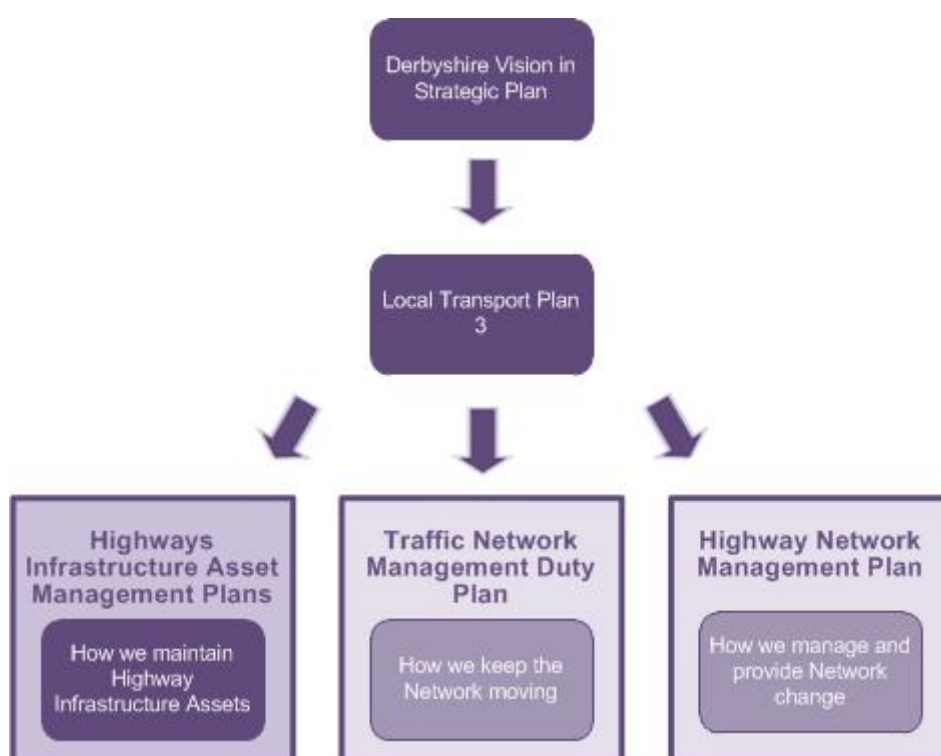 Derbyshire Vision in
Strategic Plan
Local Transport Plan
3
Highways
Infrastructure Asset
Management Plans
How we maintain
Highway
Infrastructure Assets
Traffic Network
Management Duty
Plan
How we keep the
Network moving
Highway Network
Management Plan
How we manage and
provide Network
change